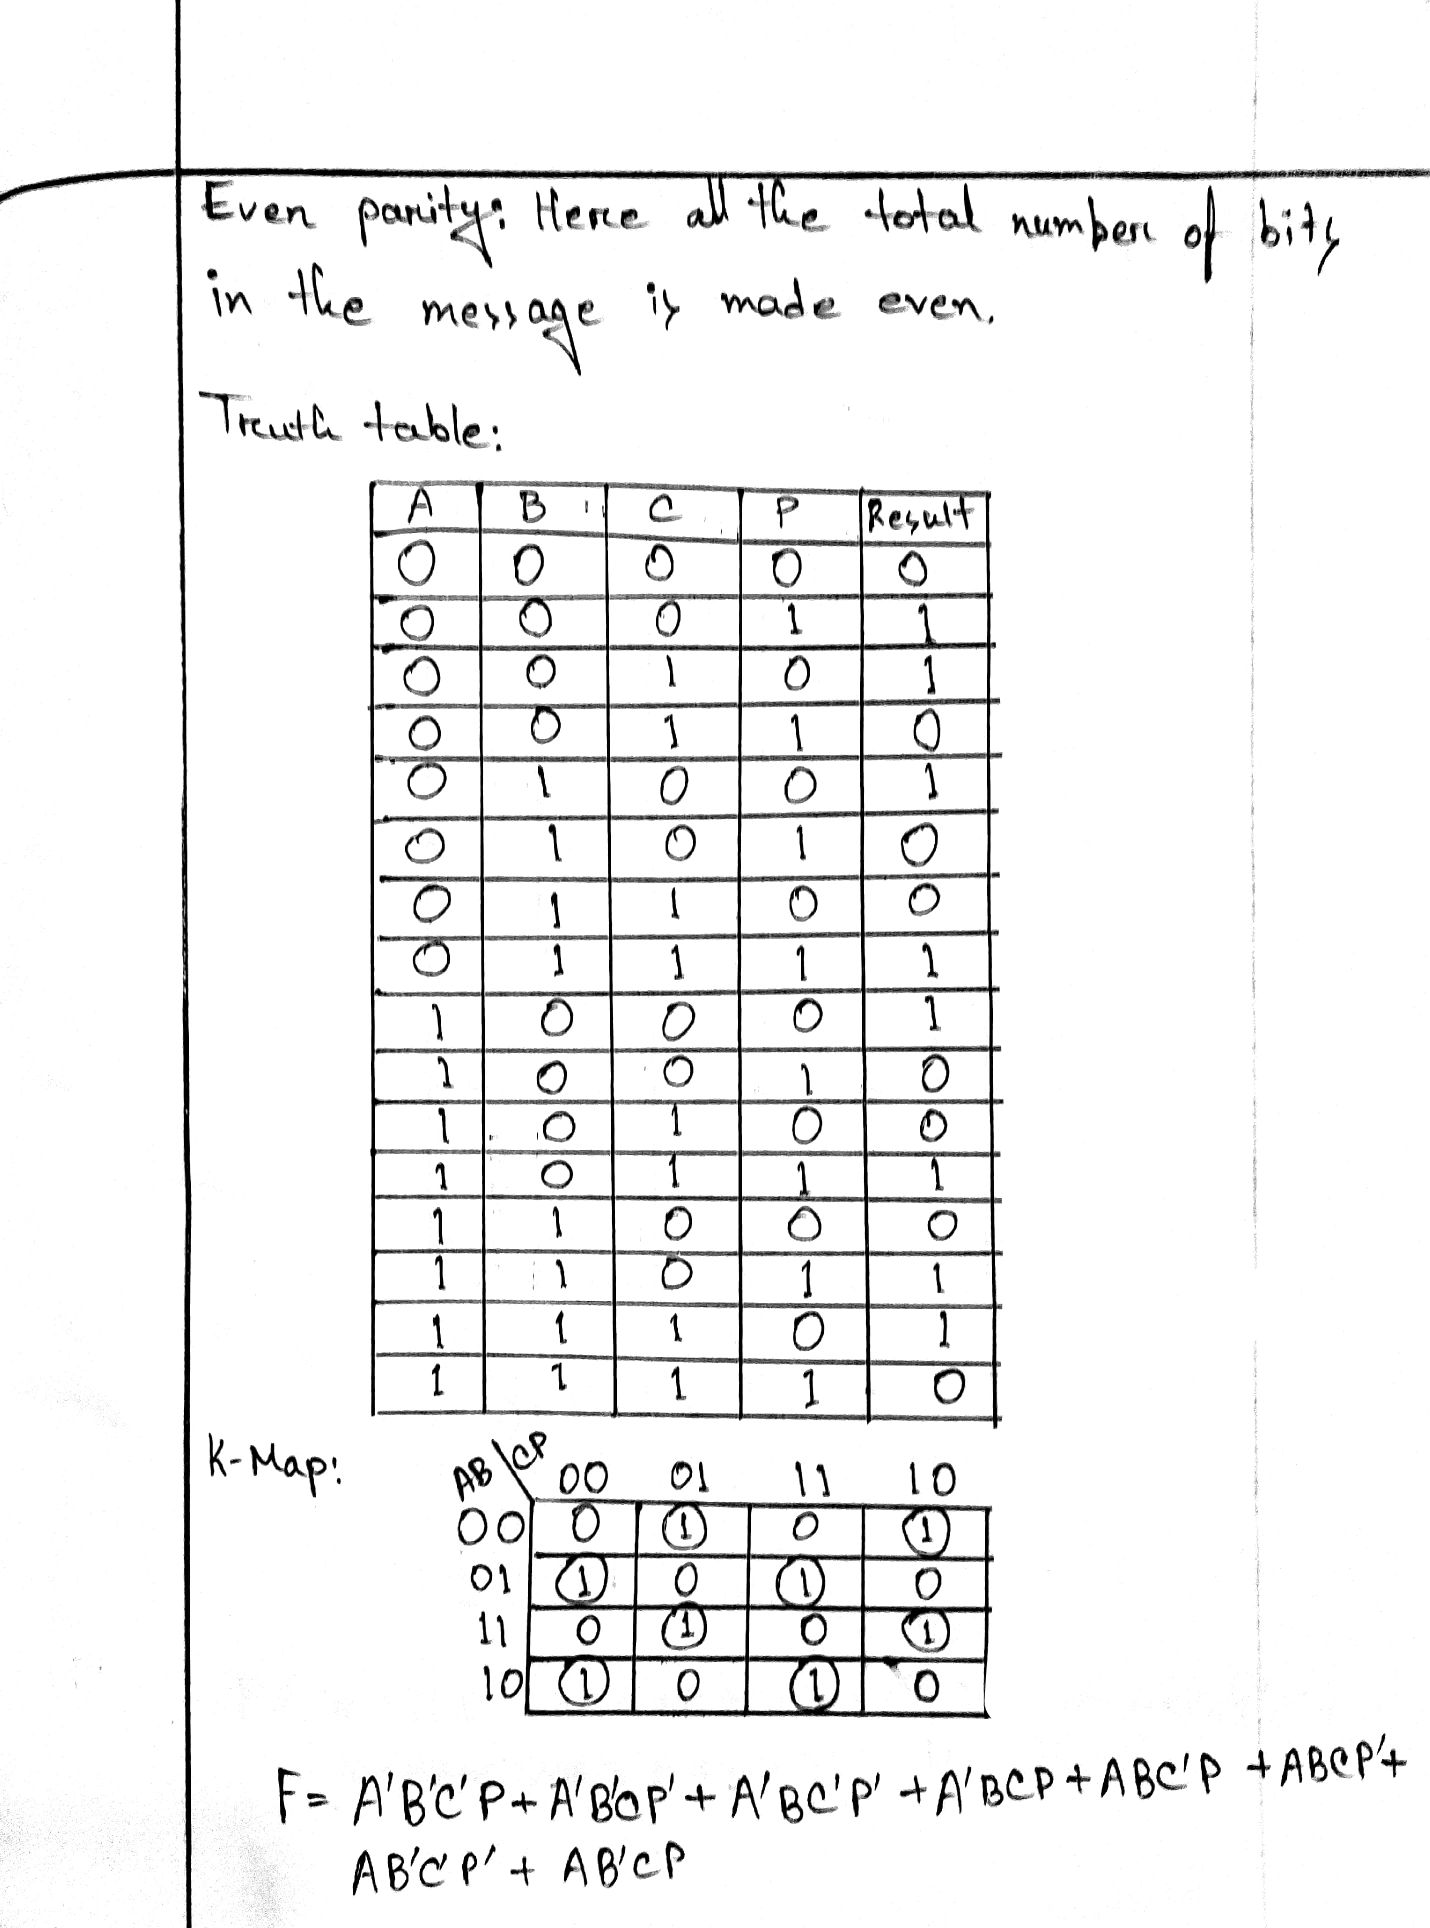 Even parity: Here all the total number of bits
in the message is made even.
Truth table:
A B C P Result
0 0 0 0 0
0 0 0 1 1
0 0 1 0 1
0 0 1 1 0
0 1 0 0 1
0 1 0 1 0
0 1 1 0 0
0 1 1 1 1
1 0 0 0 1
1 0 0 1 0
1 0 1 0 0
1 0 1 1 1
1 1 0 0 0
1 1 0 1 1
1 1 1 0 1
1 1 1 1 0
K-Map:
AB\CP 00 01 11 10
00 0 1 0 1
01 1 0 1 0
11 0 1 0 1
10 1 0 1 0
F = A'B'C'P + A'B'CP' + A'BC'P' + A'BCP + ABC'P + ABCP' +
AB'C'P' + AB'CP